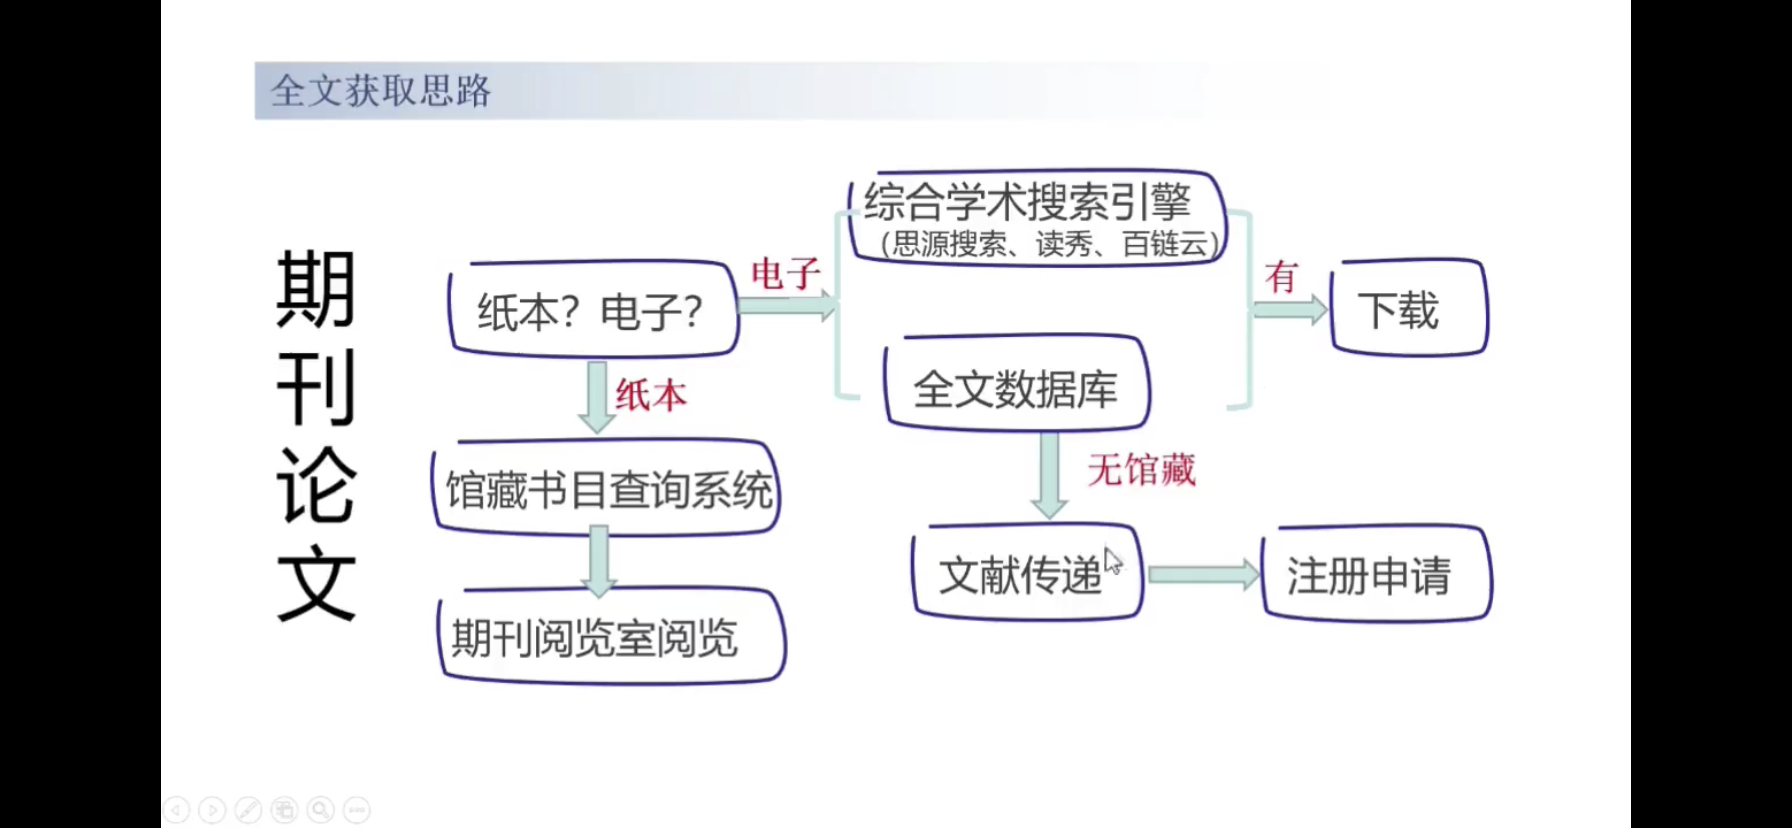 全文获取思路
期刊论文
纸本？电子？
电子
综合学术搜索引擎
（思源搜索、读秀、百链云）
全文数据库
有
下载
纸本
馆藏书目查询系统
期刊阅览室阅览
无馆藏
文献传递
注册申请